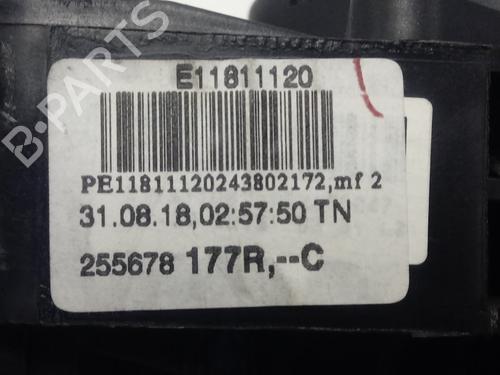 E11811120
PE11811120243802172,mf 2
31.08.18,02:57:50 TN
255678 177R,--C
B-PARTS